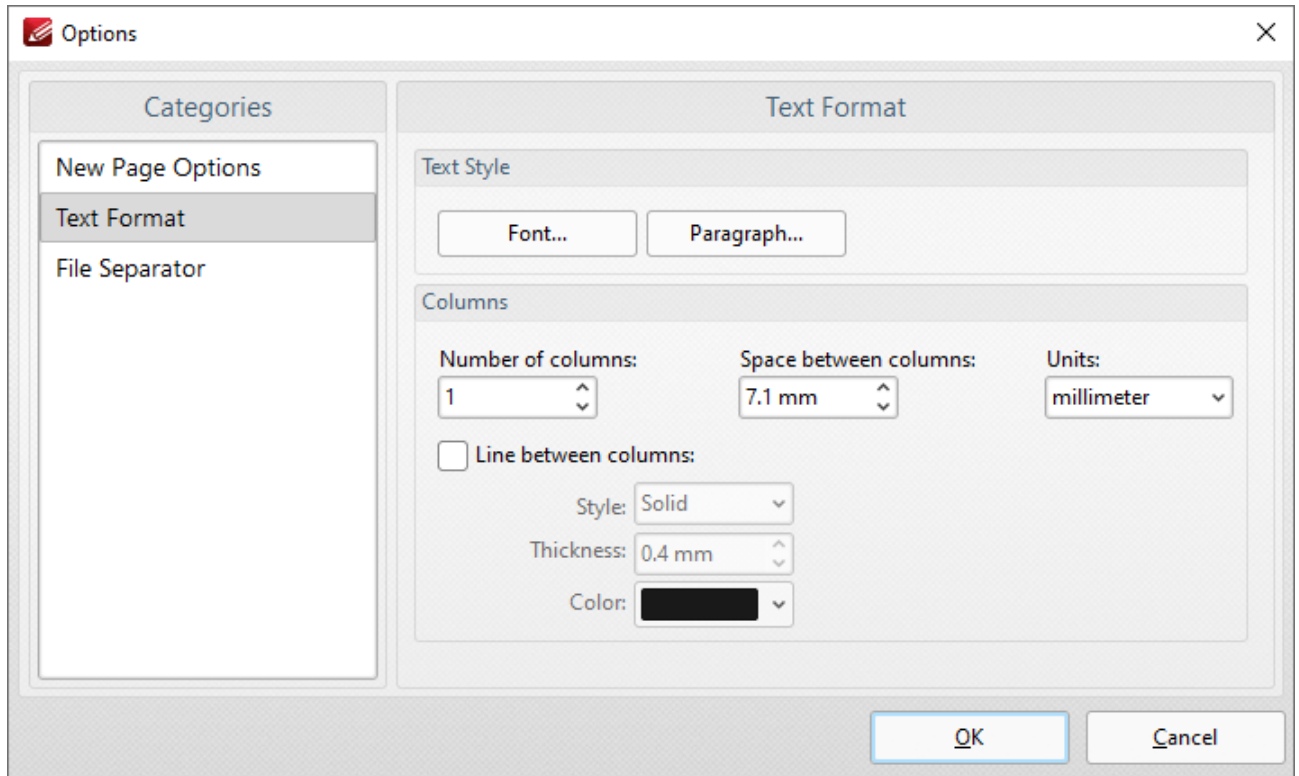 Options
Categories
New Page Options
Text Format
File Separator
Text Format
Text Style
Font...
Paragraph...
Columns
Number of columns:
1
Space between columns:
7.1 mm
Units:
millimeter
Line between columns:
Style: Solid
Thickness: 0.4 mm
Color:
OK
Cancel